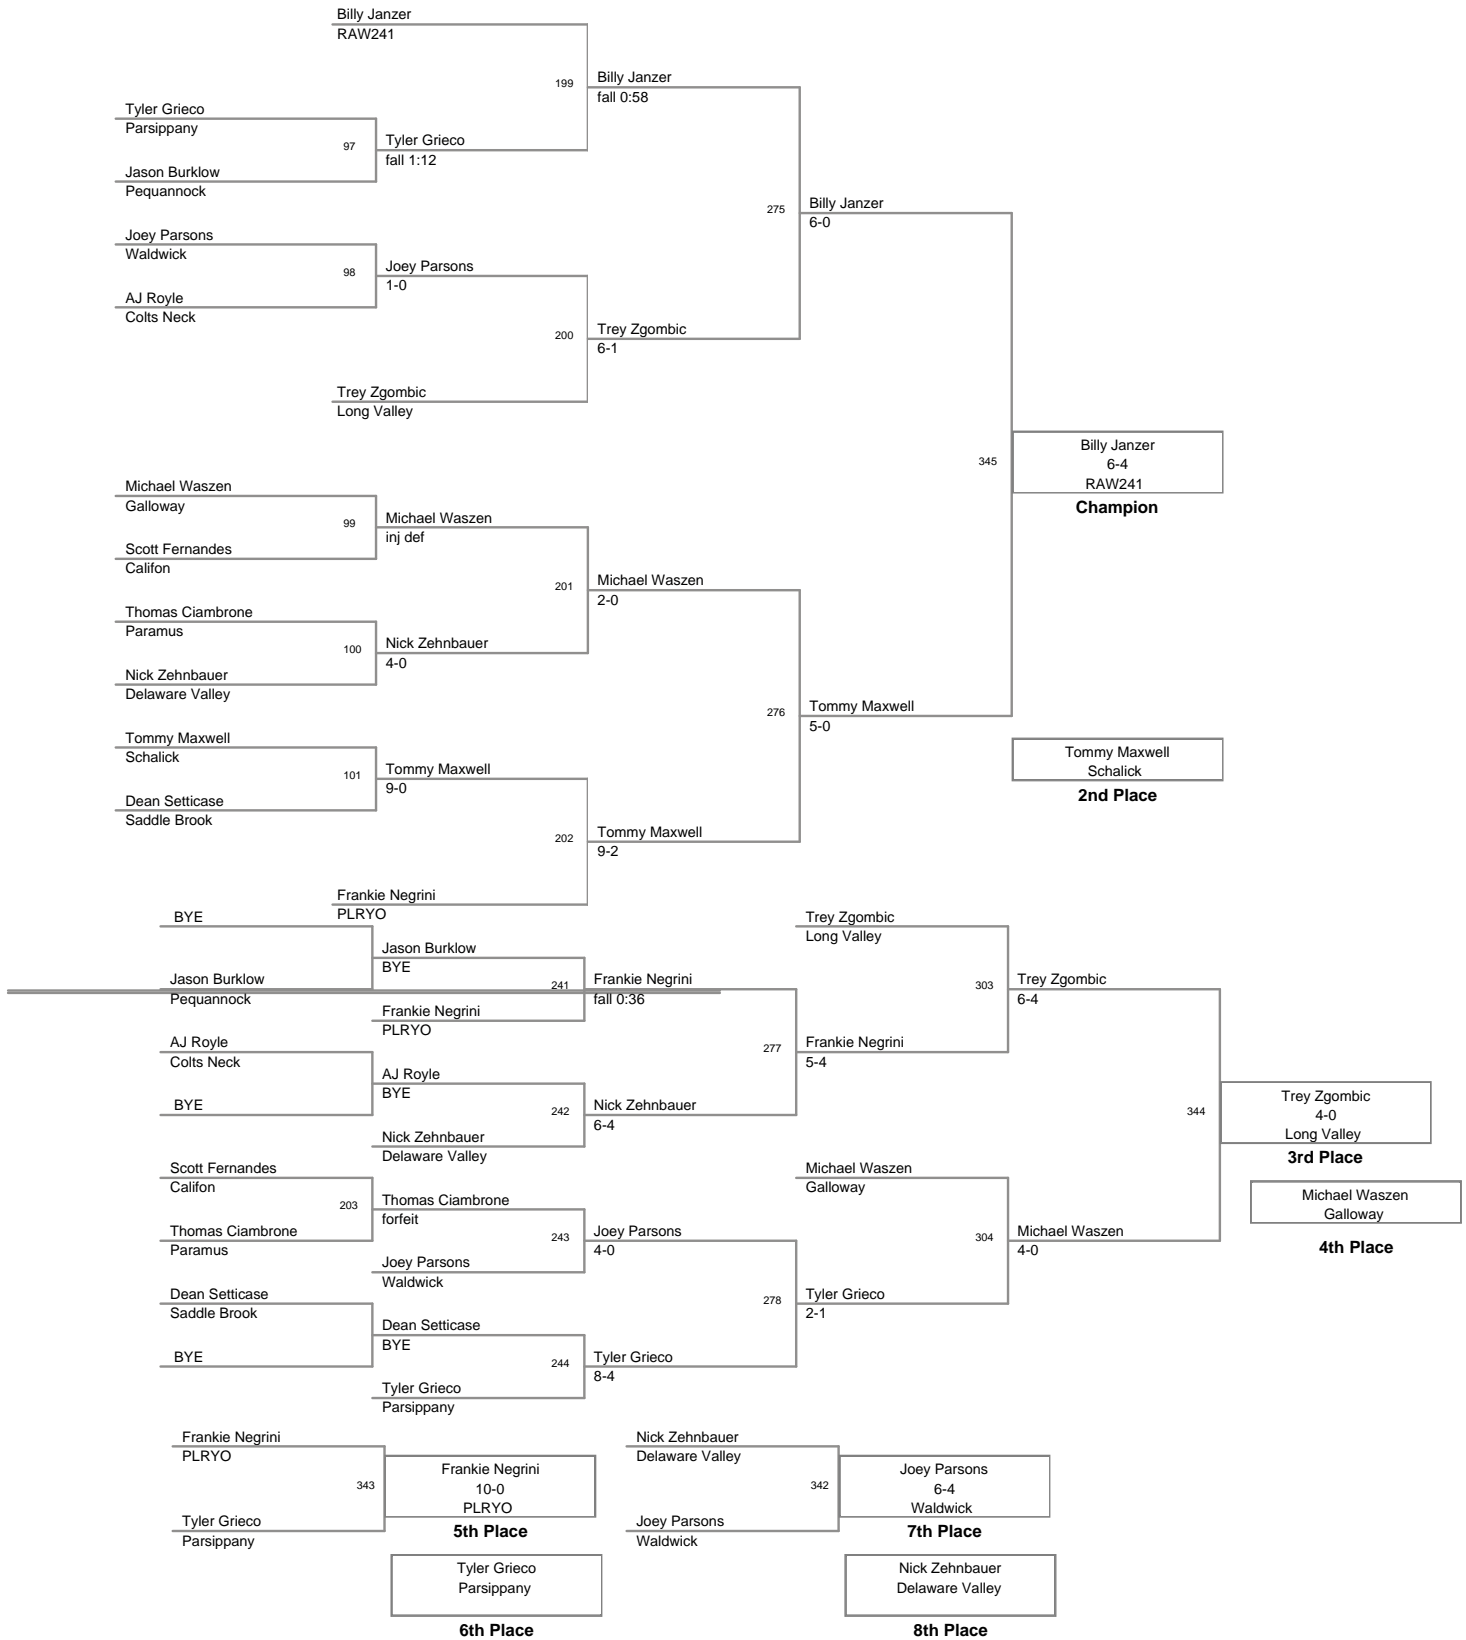 Billy Janzer
RAW241
199
Billy Janzer
fall 0:58
Tyler Grieco
Parsippany
97
Tyler Grieco
fall 1:12
Jason Burklow
Pequannock
275
Billy Janzer
6-0
Joey Parsons
Waldwick
98
Joey Parsons
1-0
AJ Royle
Colts Neck
200
Trey Zgombic
6-1
Trey Zgombic
Long Valley
345
Billy Janzer
6-4
RAW241
Champion
Michael Waszen
Galloway
99
Michael Waszen
inj def
Scott Fernandes
Califon
201
Michael Waszen
2-0
Thomas Ciambrone
Paramus
100
Nick Zehnbauer
4-0
Nick Zehnbauer
Delaware Valley
276
Tommy Maxwell
5-0
Tommy Maxwell
Schalick
101
Tommy Maxwell
9-0
Tommy Maxwell
Schalick
2nd Place
Dean Setticase
Saddle Brook
202
Tommy Maxwell
9-2
Frankie Negrini
PLRYO
BYE
Trey Zgombic
Long Valley
Jason Burklow
BYE
Jason Burklow
Pequannock
241
Frankie Negrini
fall 0:36
303
Trey Zgombic
6-4
Frankie Negrini
PLRYO
AJ Royle
Colts Neck
277
Frankie Negrini
5-4
AJ Royle
BYE
BYE
242
Nick Zehnbauer
6-4
344
Trey Zgombic
4-0
Long Valley
3rd Place
Nick Zehnbauer
Delaware Valley
Scott Fernandes
Califon
Michael Waszen
Galloway
203
Thomas Ciambrone
forfeit
Michael Waszen
Galloway
4th Place
Thomas Ciambrone
Paramus
243
Joey Parsons
4-0
304
Michael Waszen
4-0
Joey Parsons
Waldwick
Dean Setticase
Saddle Brook
278
Tyler Grieco
2-1
Dean Setticase
BYE
BYE
244
Tyler Grieco
8-4
Tyler Grieco
Parsippany
Frankie Negrini
PLRYO
343
Frankie Negrini
10-0
PLRYO
5th Place
Tyler Grieco
Parsippany
Tyler Grieco
Parsippany
6th Place
Nick Zehnbauer
Delaware Valley
342
Joey Parsons
6-4
Waldwick
7th Place
Joey Parsons
Waldwick
Nick Zehnbauer
Delaware Valley
8th Place